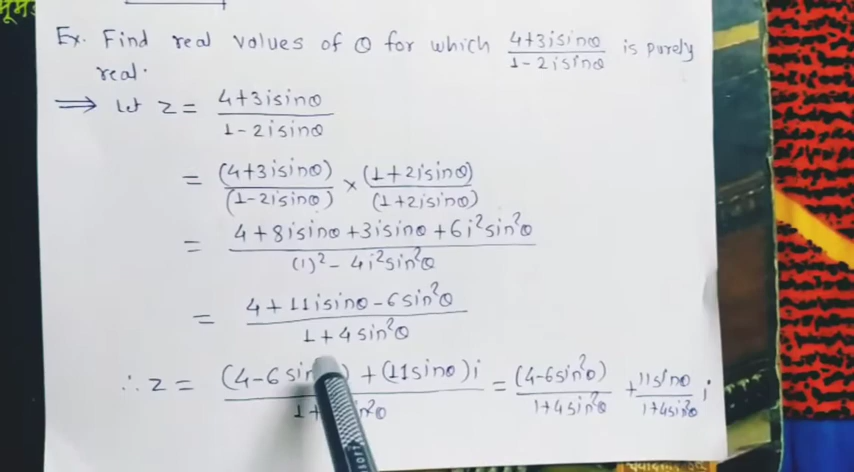 Ex. Find real values of θ for which (4+3isinθ)/(1-2isinθ) is purely
real.
⟹ Let z = (4+3isinθ)/(1-2isinθ)
= (4+3isinθ)/(1-2isinθ) × (1+2isinθ)/(1+2isinθ)
= (4+8isinθ+3isinθ+6i²sin²θ)/((1)²-4i²sin²θ)
= (4+11isinθ-6sin²θ)/(1+4sin²θ)
∴ z = ((4-6sin)+(11sinθ)i)/(1+in²θ) = (4-6sin²θ)/(1+4sin²θ) + 11sinθ/(1+4sin²θ) i